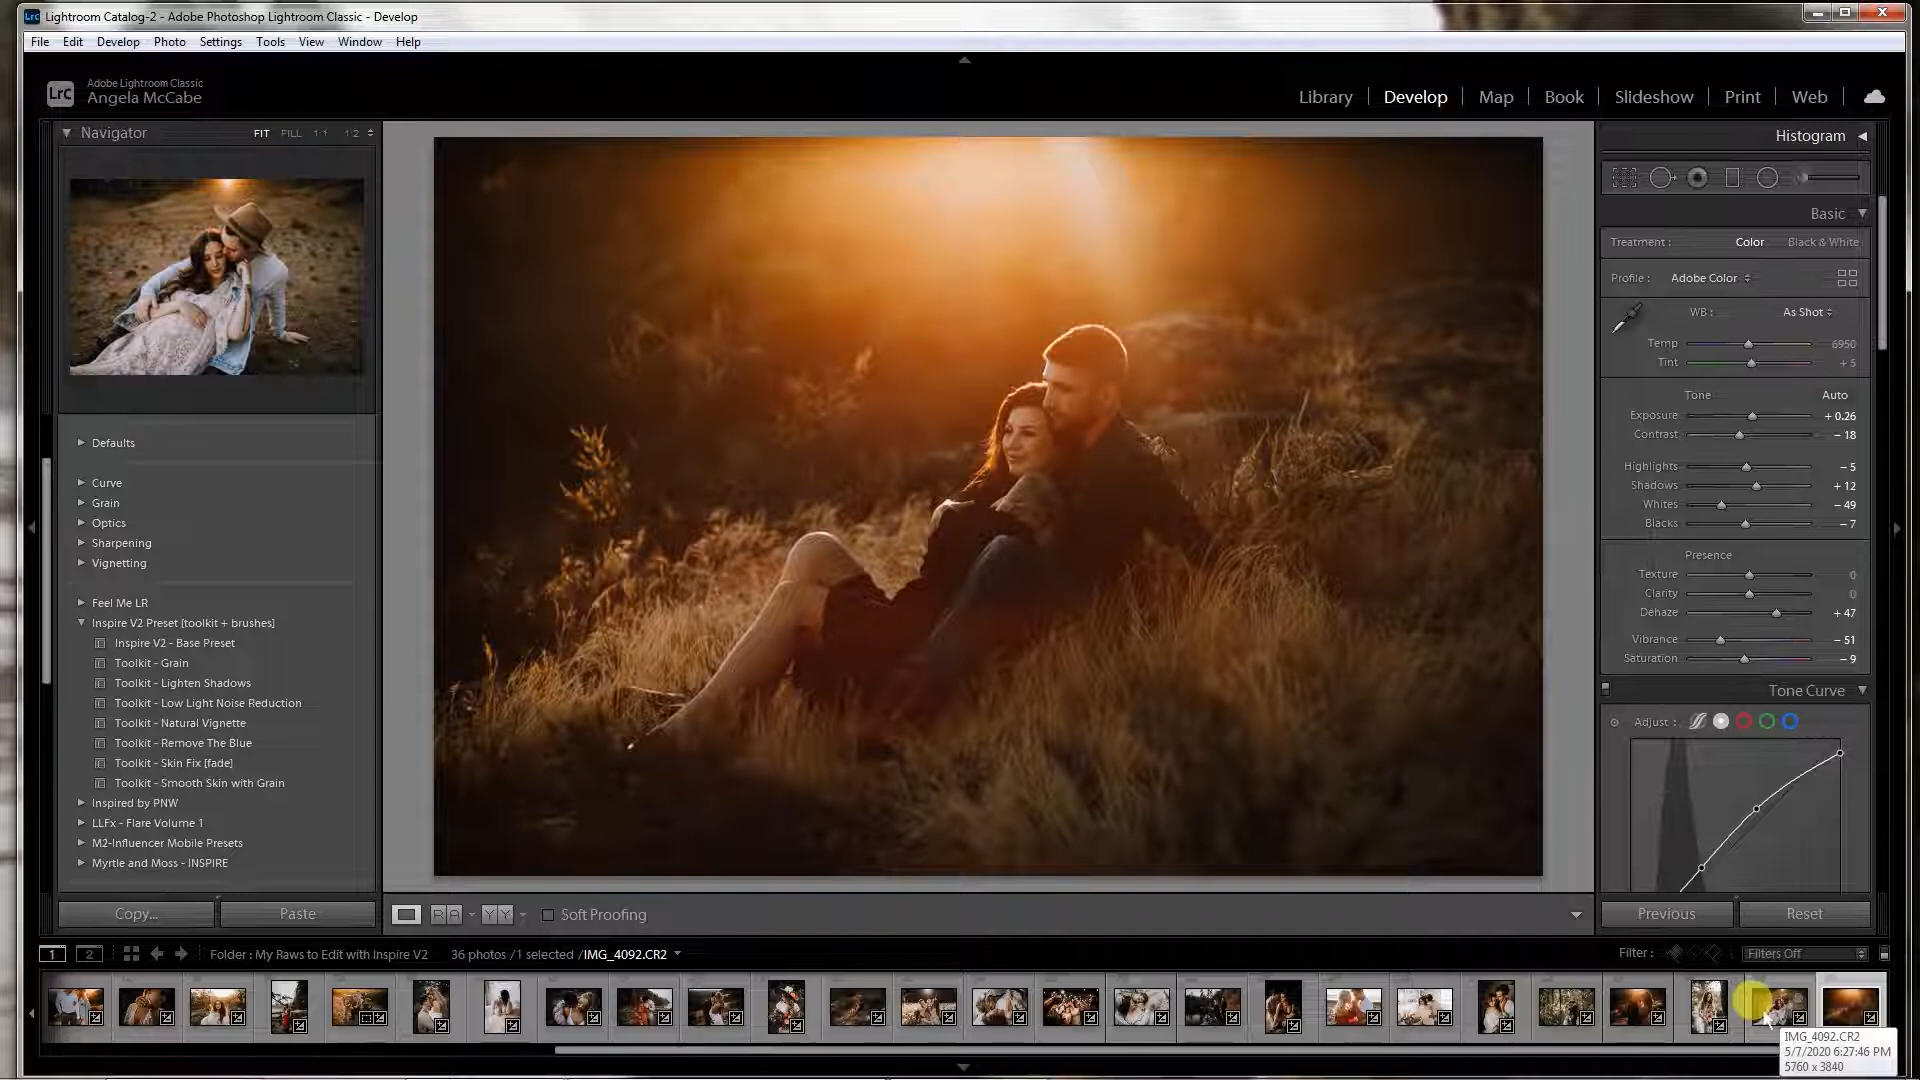 Lightroom Catalog-2 - Adobe Photoshop Lightroom Classic - Develop
File Edit Develop Photo Settings Tools View Window Help
Lrc
Adobe Lightroom Classic
Angela McCabe
Library | Develop | Map | Book | Slideshow | Print | Web
Navigator FIT FILL 1:1 1:2
Defaults
Curve
Grain
Optics
Sharpening
Vignetting
Feel Me LR
Inspire V2 Preset [toolkit + brushes]
Inspire V2 - Base Preset
Toolkit - Grain
Toolkit - Lighten Shadows
Toolkit - Low Light Noise Reduction
Toolkit - Natural Vignette
Toolkit - Remove The Blue
Toolkit - Skin Fix [fade]
Toolkit - Smooth Skin with Grain
Inspired by PNW
LLFx - Flare Volume 1
M2-Influencer Mobile Presets
Myrtle and Moss - INSPIRE
Copy... Paste
Histogram
Basic
Treatment : Color Black & White
Profile : Adobe Color
WB : As Shot
Temp 6950
Tint + 5
Tone Auto
Exposure + 0.26
Contrast - 18
Highlights - 5
Shadows + 12
Whites - 49
Blacks - 7
Presence
Texture 0
Clarity 0
Dehaze + 47
Vibrance - 51
Saturation - 9
Tone Curve
Adjust :
Previous Reset
R A Y Y Soft Proofing
1 2 Folder : My Raws to Edit with Inspire V2 36 photos /1 selected /IMG_4092.CR2 Filter : Filters Off
IMG_4092.CR2
5/7/2020 6:27:46 PM
5760 x 3840